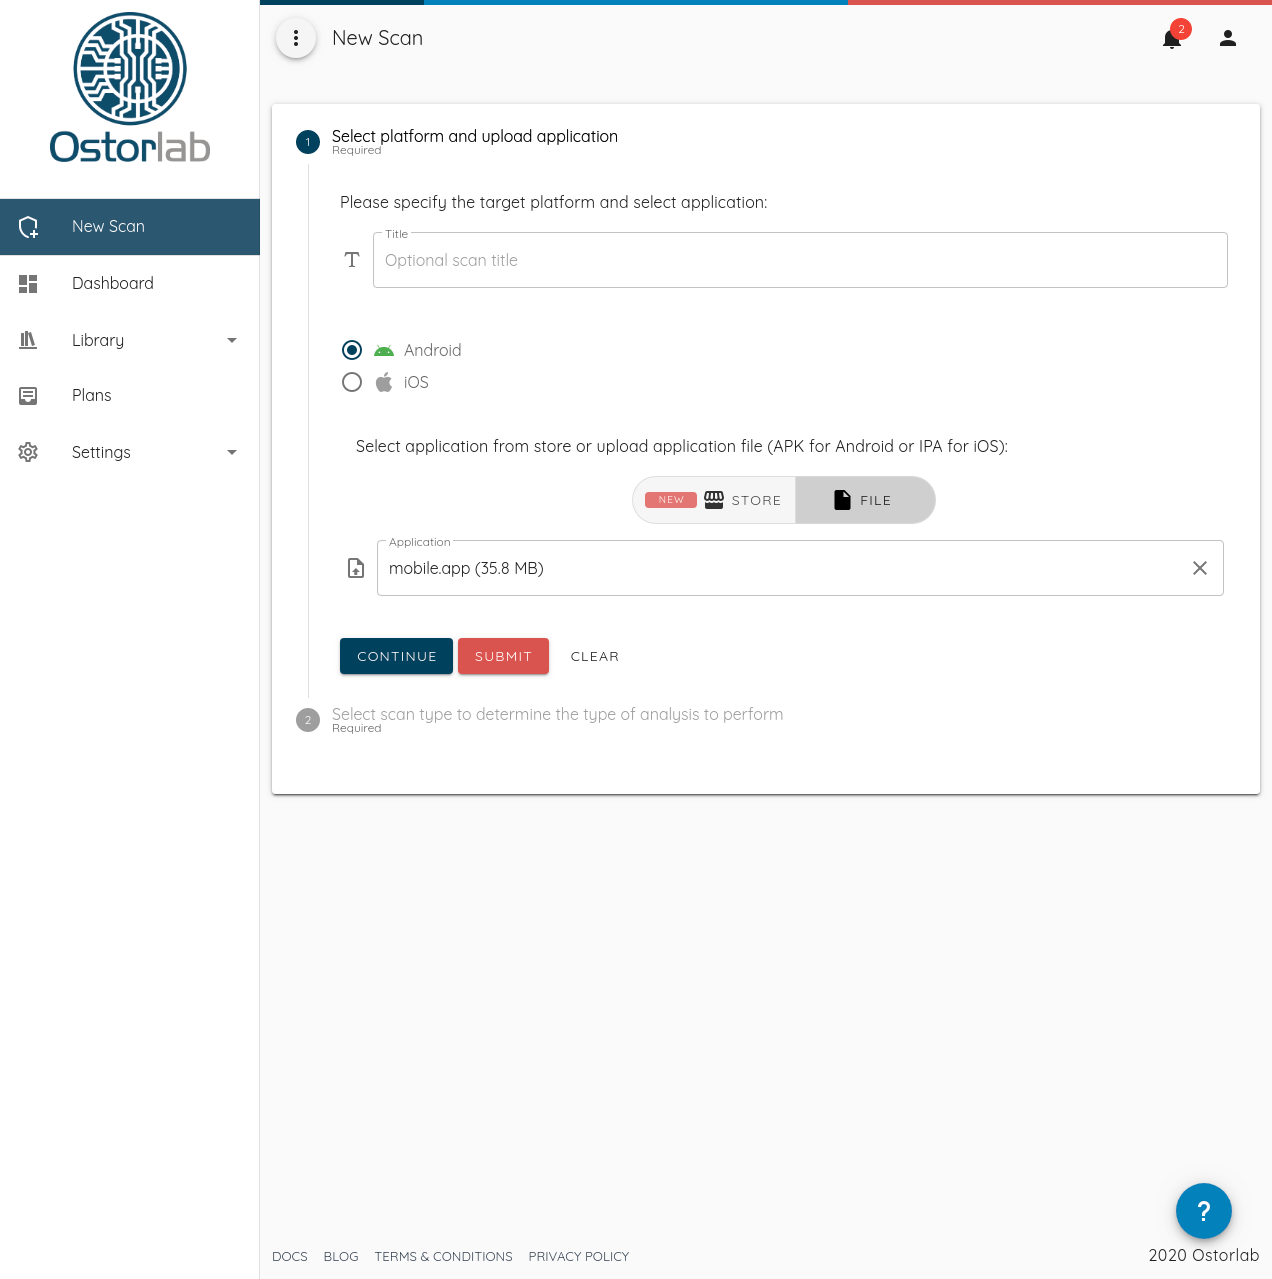 Ostorlab
New Scan
Dashboard
Library
Plans
Settings
New Scan
2
1
Select platform and upload application
Required
Please specify the target platform and select application:
Title
Optional scan title
Android
iOS
Select application from store or upload application file (APK for Android or IPA for iOS):
NEW STORE FILE
Application
mobile.app (35.8 MB)
CONTINUE SUBMIT CLEAR
2
Select scan type to determine the type of analysis to perform
Required
?
DOCS BLOG TERMS & CONDITIONS PRIVACY POLICY 2020 Ostorlab